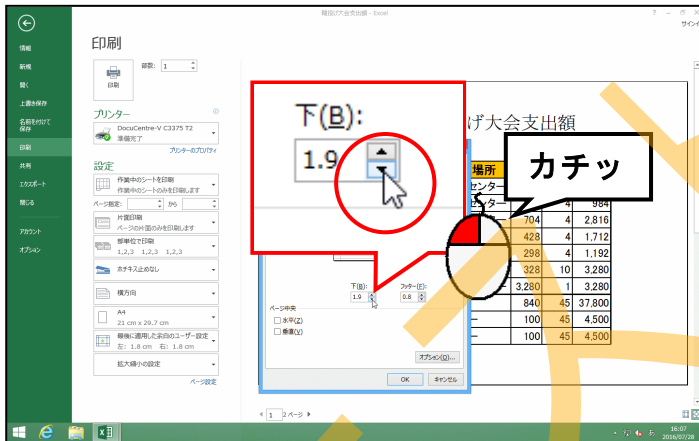 箱投げ大会支出額 - Excel
? − □ ×
サインイ
情報
新規
開く
上書き保存
名前を付けて
保存
印刷
共有
エクスポート
閉じる
アカウント
オプション
印刷
部数: 1
印刷
プリンター
DocuCentre-V C3375 T2
準備完了
プリンターのプロパティ
設定
作業中のシートを印刷
作業中のシートのみを印刷します
ページ指定: から
片面印刷
ページの片面のみを印刷します
部単位で印刷
1,2,3 1,2,3 1,2,3
ホチキス止めなし
横方向
A4
21 cm x 29.7 cm
最後に適用した余白のユーザー設定
左: 1.8 cm 右: 1.8 cm
拡大縮小の設定
ページ設定
下(B):
1.9
カチッ
げ大会支出額
場所
センター
センター 4 984
704 4 2,816
428 4 1,712
298 4 1,192
328 10 3,280
3,280 1 3,280
840 45 37,800
100 45 4,500
100 45 4,500
下(B): フッター(F):
1.9 0.8
ページ中央
水平(Z)
垂直(V)
オプション(O)...
OK キャンセル
1 2 ページ
あ
16:07
2016/07/28